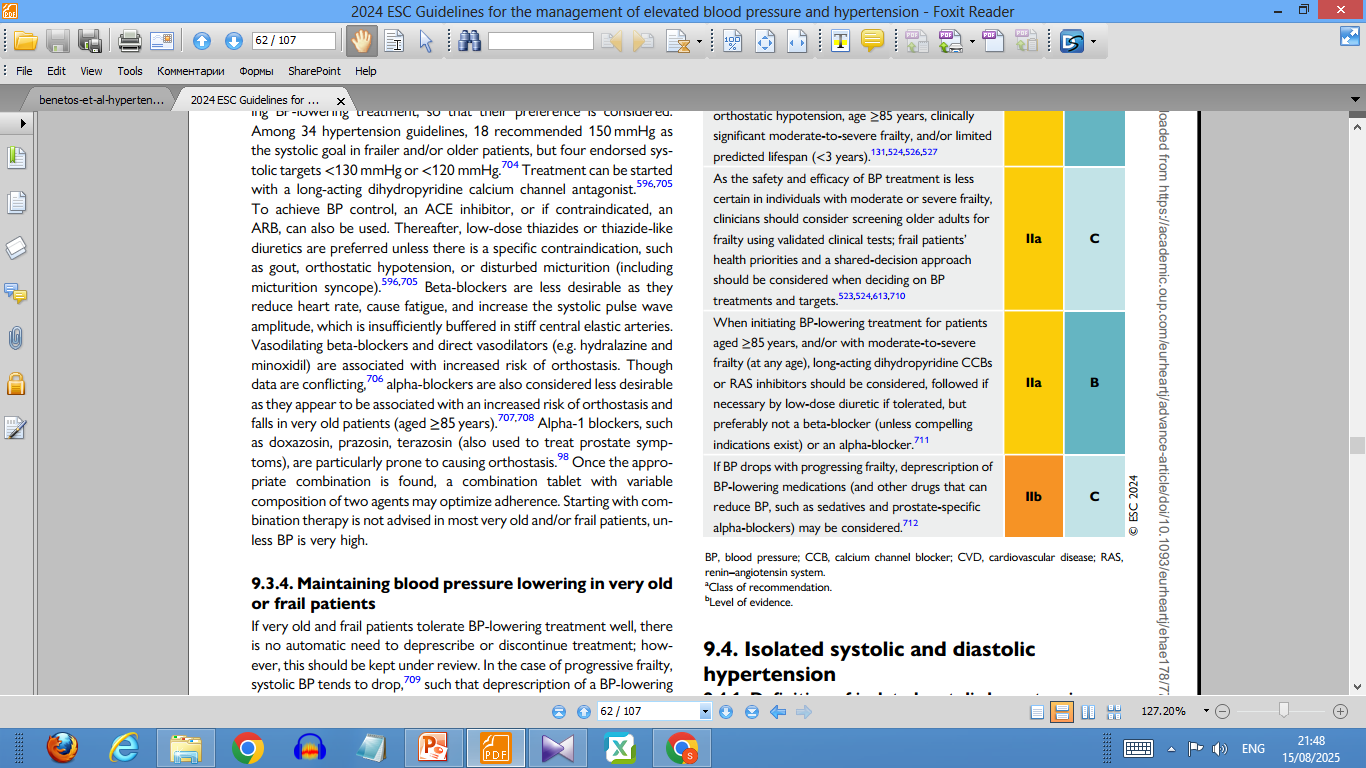 2024 ESC Guidelines for the management of elevated blood pressure and hypertension - Foxit Reader
62 / 107
File Edit View Tools Комментарии Формы SharePoint Help
benetos-et-al-hyperten...
2024 ESC Guidelines for ...
ing BP-lowering treatment, so that their preference is considered.
Among 34 hypertension guidelines, 18 recommended 150 mmHg as
the systolic goal in frailer and/or older patients, but four endorsed sys-
tolic targets <130 mmHg or <120 mmHg.704 Treatment can be started
with a long-acting dihydropyridine calcium channel antagonist.596,705
To achieve BP control, an ACE inhibitor, or if contraindicated, an
ARB, can also be used. Thereafter, low-dose thiazides or thiazide-like
diuretics are preferred unless there is a specific contraindication, such
as gout, orthostatic hypotension, or disturbed micturition (including
micturition syncope).596,705 Beta-blockers are less desirable as they
reduce heart rate, cause fatigue, and increase the systolic pulse wave
amplitude, which is insufficiently buffered in stiff central elastic arteries.
Vasodilating beta-blockers and direct vasodilators (e.g. hydralazine and
minoxidil) are associated with increased risk of orthostasis. Though
data are conflicting,706 alpha-blockers are also considered less desirable
as they appear to be associated with an increased risk of orthostasis and
falls in very old patients (aged ≥85 years).707,708 Alpha-1 blockers, such
as doxazosin, prazosin, terazosin (also used to treat prostate symp-
toms), are particularly prone to causing orthostasis.98 Once the appro-
priate combination is found, a combination tablet with variable
composition of two agents may optimize adherence. Starting with com-
bination therapy is not advised in most very old and/or frail patients, un-
less BP is very high.
9.3.4. Maintaining blood pressure lowering in very old
or frail patients
If very old and frail patients tolerate BP-lowering treatment well, there
is no automatic need to deprescribe or discontinue treatment; how-
ever, this should be kept under review. In the case of progressive frailty,
systolic BP tends to drop,709 such that deprescription of a BP-lowering
orthostatic hypotension, age ≥85 years, clinically
significant moderate-to-severe frailty, and/or limited
predicted lifespan (<3 years).131,524,526,527
As the safety and efficacy of BP treatment is less
certain in individuals with moderate or severe frailty,
clinicians should consider screening older adults for
frailty using validated clinical tests; frail patients'
health priorities and a shared-decision approach
should be considered when deciding on BP
treatments and targets.523,524,613,710
IIa
C
When initiating BP-lowering treatment for patients
aged ≥85 years, and/or with moderate-to-severe
frailty (at any age), long-acting dihydropyridine CCBs
or RAS inhibitors should be considered, followed if
necessary by low-dose diuretic if tolerated, but
preferably not a beta-blocker (unless compelling
indications exist) or an alpha-blocker.711
IIa
B
If BP drops with progressing frailty, deprescription of
BP-lowering medications (and other drugs that can
reduce BP, such as sedatives and prostate-specific
alpha-blockers) may be considered.712
IIb
C
© ESC 2024
BP, blood pressure; CCB, calcium channel blocker; CVD, cardiovascular disease; RAS,
renin–angiotensin system.
aClass of recommendation.
bLevel of evidence.
9.4. Isolated systolic and diastolic
hypertension
loaded from https://academic.oup.com/eurheartj/advance-article/doi/10.1093/eurheartj/ehae178/77
62 / 107
127.20%
ENG
21:48
15/08/2025